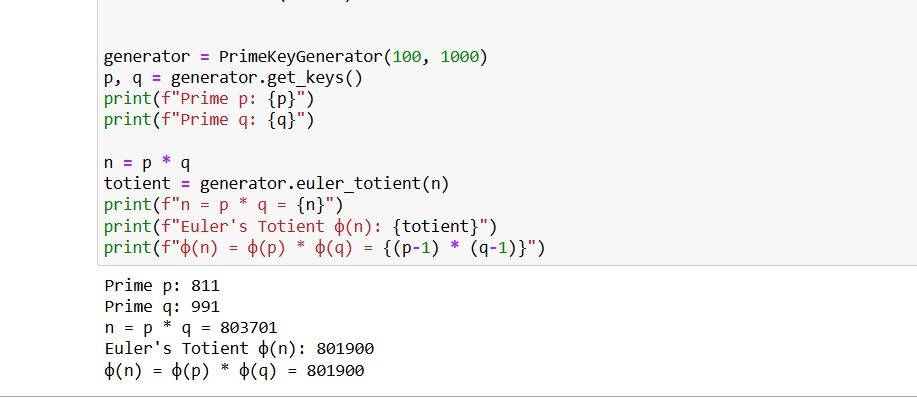 generator = PrimeKeyGenerator(100, 1000)
p, q = generator.get_keys()
print(f"Prime p: {p}")
print(f"Prime q: {q}")
n = p * q
totient = generator.euler_totient(n)
print(f"n = p * q = {n}")
print(f"Euler's Totient ϕ(n): {totient}")
print(f"ϕ(n) = ϕ(p) * ϕ(q) = {(p-1) * (q-1)}")
Prime p: 811
Prime q: 991
n = p * q = 803701
Euler's Totient ϕ(n): 801900
ϕ(n) = ϕ(p) * ϕ(q) = 801900